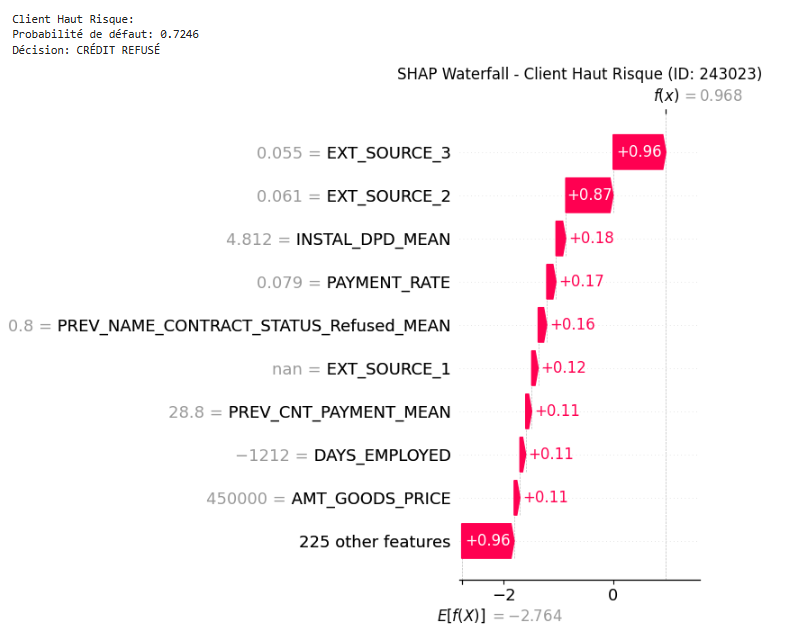 Client Haut Risque:
Probabilité de défaut: 0.7246
Décision: CRÉDIT REFUSÉ
SHAP Waterfall - Client Haut Risque (ID: 243023)
f(x) = 0.968
0.055 = EXT_SOURCE_3 +0.96
0.061 = EXT_SOURCE_2 +0.87
4.812 = INSTAL_DPD_MEAN +0.18
0.079 = PAYMENT_RATE +0.17
0.8 = PREV_NAME_CONTRACT_STATUS_Refused_MEAN +0.16
nan = EXT_SOURCE_1 +0.12
28.8 = PREV_CNT_PAYMENT_MEAN +0.11
−1212 = DAYS_EMPLOYED +0.11
450000 = AMT_GOODS_PRICE +0.11
225 other features +0.96
−2 0
E[f(X)] = −2.764